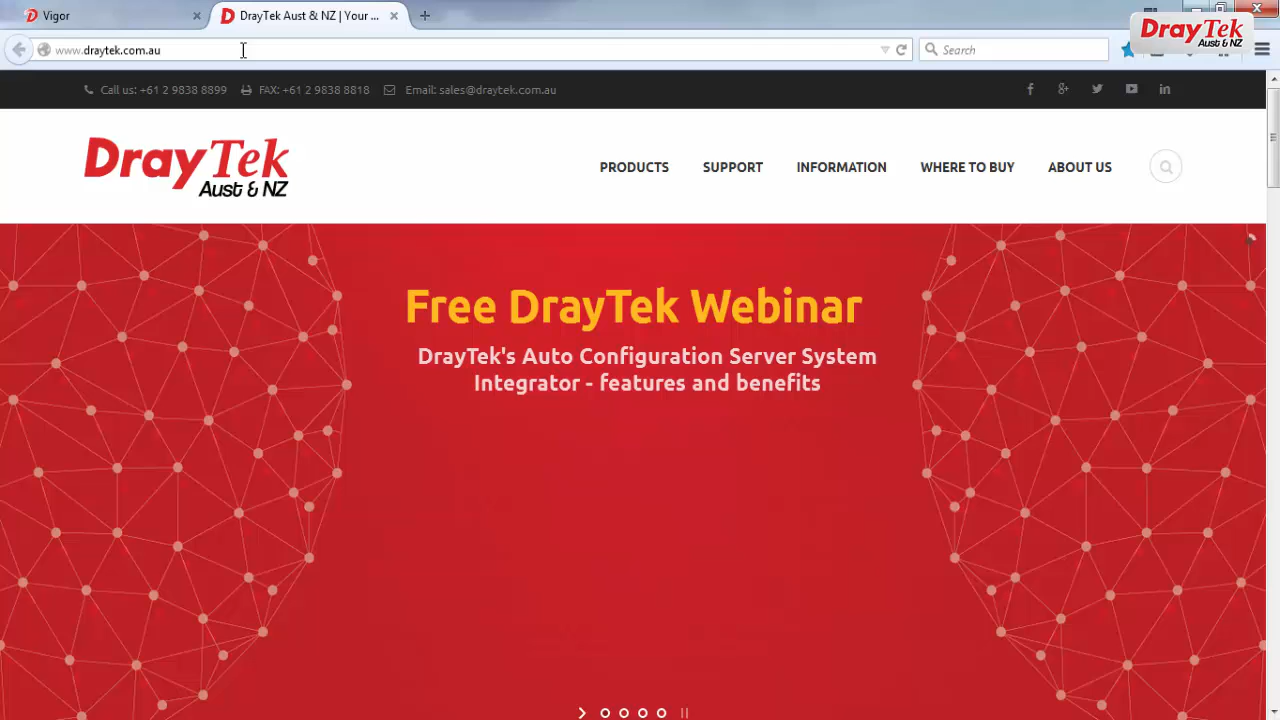 Vigor
DrayTek Aust & NZ | Your ...
www.draytek.com.au
Search
DrayTek
Aust & NZ
Call us: +61 2 9838 8899
FAX: +61 2 9838 8818
Email: sales@draytek.com.au
DrayTek
Aust & NZ
PRODUCTS
SUPPORT
INFORMATION
WHERE TO BUY
ABOUT US
Free DrayTek Webinar
DrayTek's Auto Configuration Server System
Integrator - features and benefits